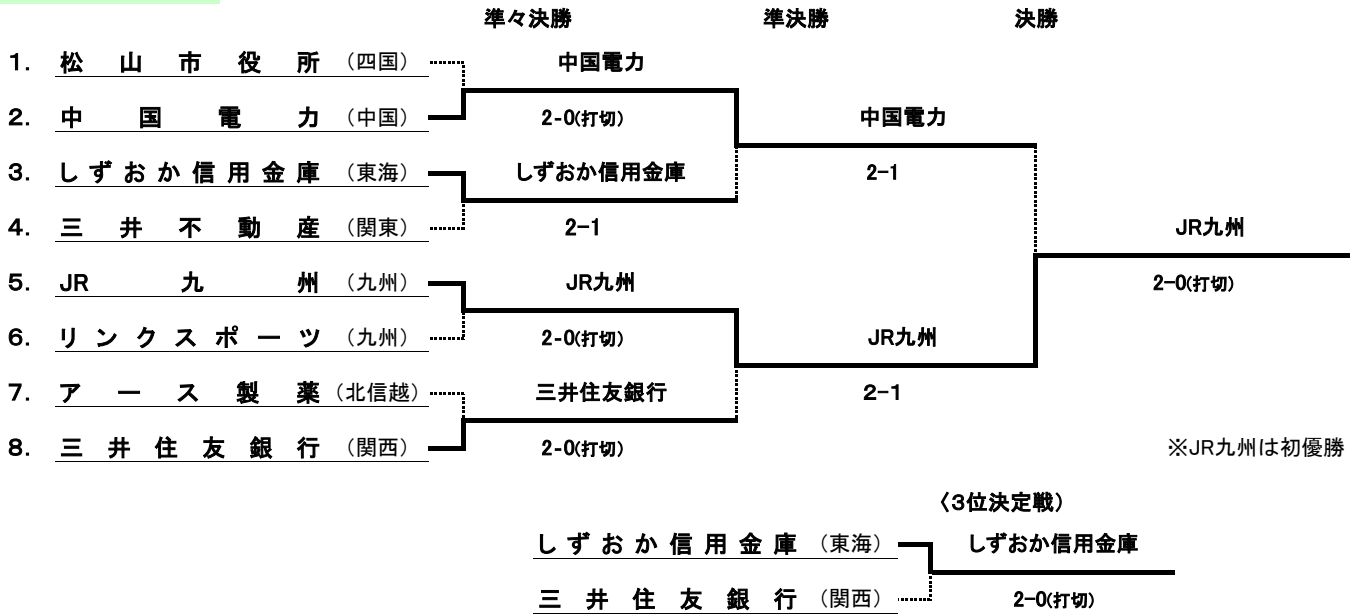 準々決勝 準決勝 決勝
1. 松山市役所 （四国） 中国電力
2. 中国電力 （中国） 2-0(打切) 中国電力
3. しずおか信用金庫 （東海） しずおか信用金庫 2-1
4. 三井不動産 （関東） 2-1 JR九州
5. JR九州 （九州） JR九州 2-0(打切)
6. リンクスポーツ （九州） 2-0(打切) JR九州
7. アース製薬 （北信越） 三井住友銀行 2-1
8. 三井住友銀行 （関西） 2-0(打切) ※JR九州は初優勝
〈3位決定戦）
しずおか信用金庫 （東海） しずおか信用金庫
三井住友銀行 （関西） 2-0(打切)